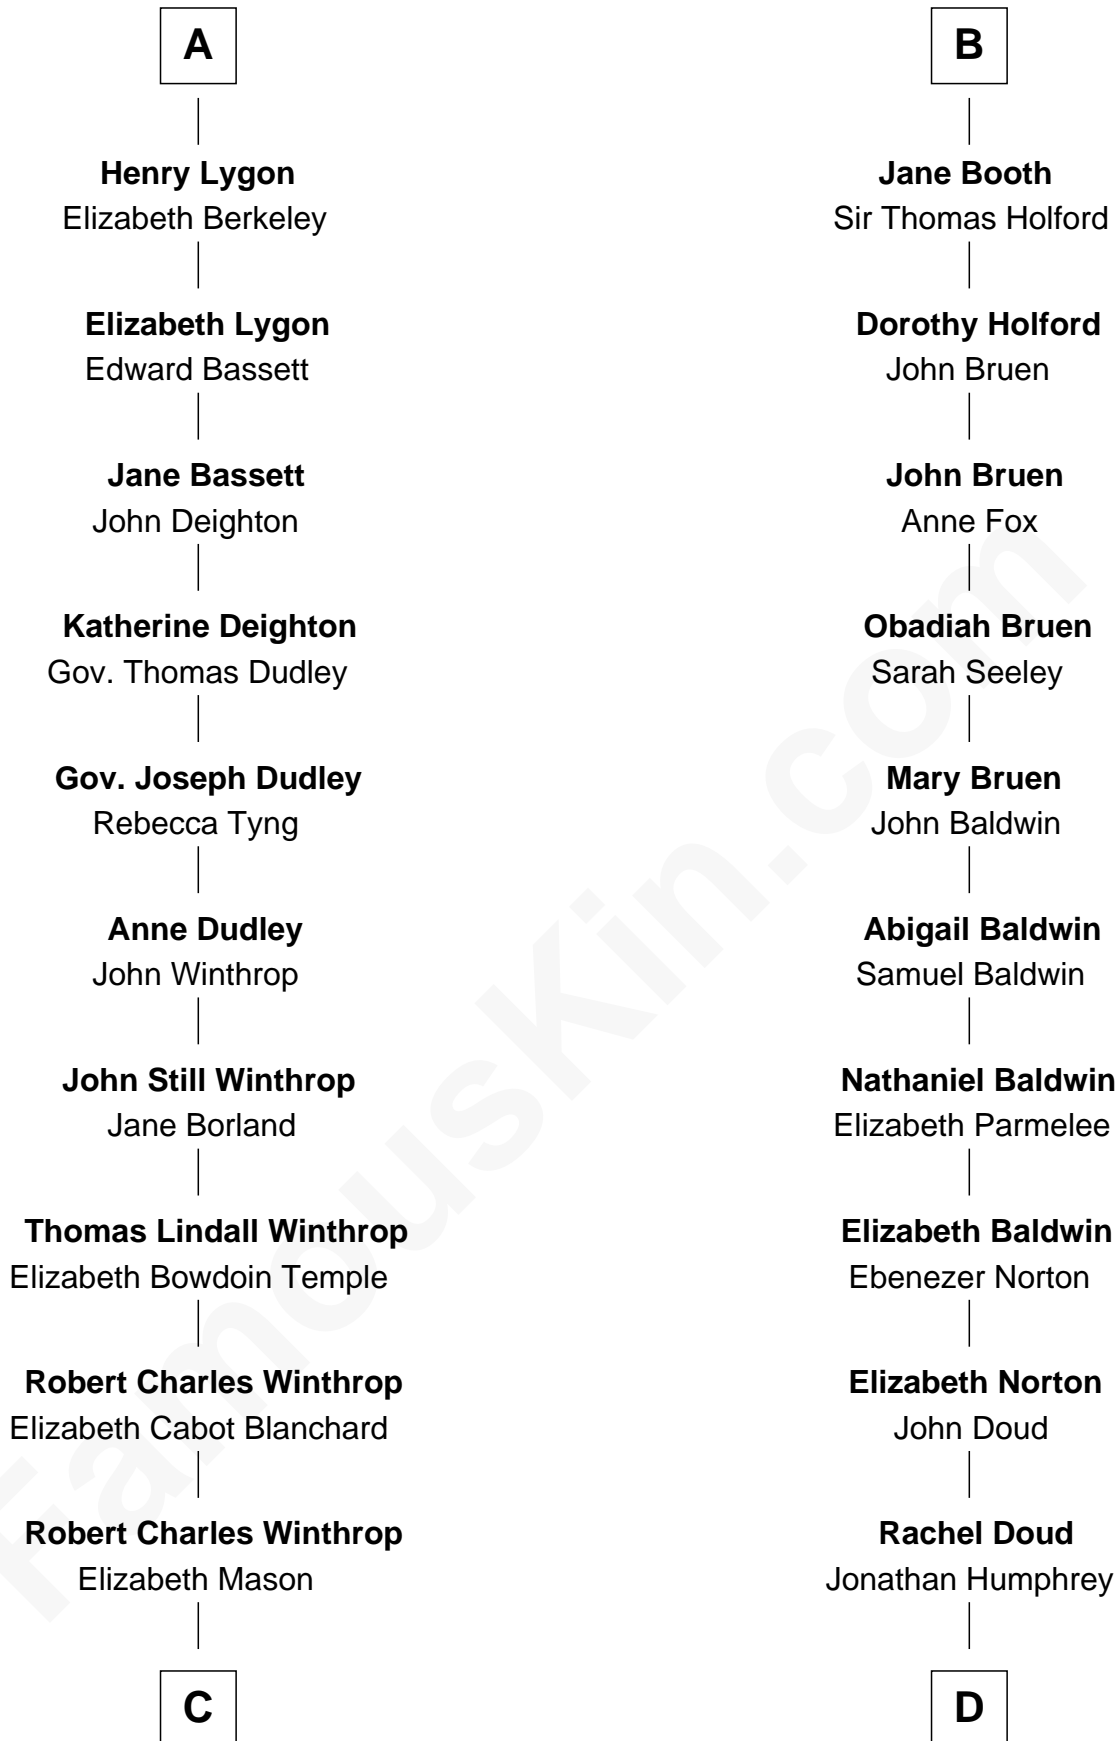 A
Henry Lygon
Elizabeth Berkeley
Elizabeth Lygon
Edward Bassett
Jane Bassett
John Deighton
Katherine Deighton
Gov. Thomas Dudley
Gov. Joseph Dudley
Rebecca Tyng
Anne Dudley
John Winthrop
John Still Winthrop
Jane Borland
Thomas Lindall Winthrop
Elizabeth Bowdoin Temple
Robert Charles Winthrop
Elizabeth Cabot Blanchard
Robert Charles Winthrop
Elizabeth Mason
C
B
Jane Booth
Sir Thomas Holford
Dorothy Holford
John Bruen
John Bruen
Anne Fox
Obadiah Bruen
Sarah Seeley
Mary Bruen
John Baldwin
Abigail Baldwin
Samuel Baldwin
Nathaniel Baldwin
Elizabeth Parmelee
Elizabeth Baldwin
Ebenezer Norton
Elizabeth Norton
John Doud
Rachel Doud
Jonathan Humphrey
D
FamousKin.com